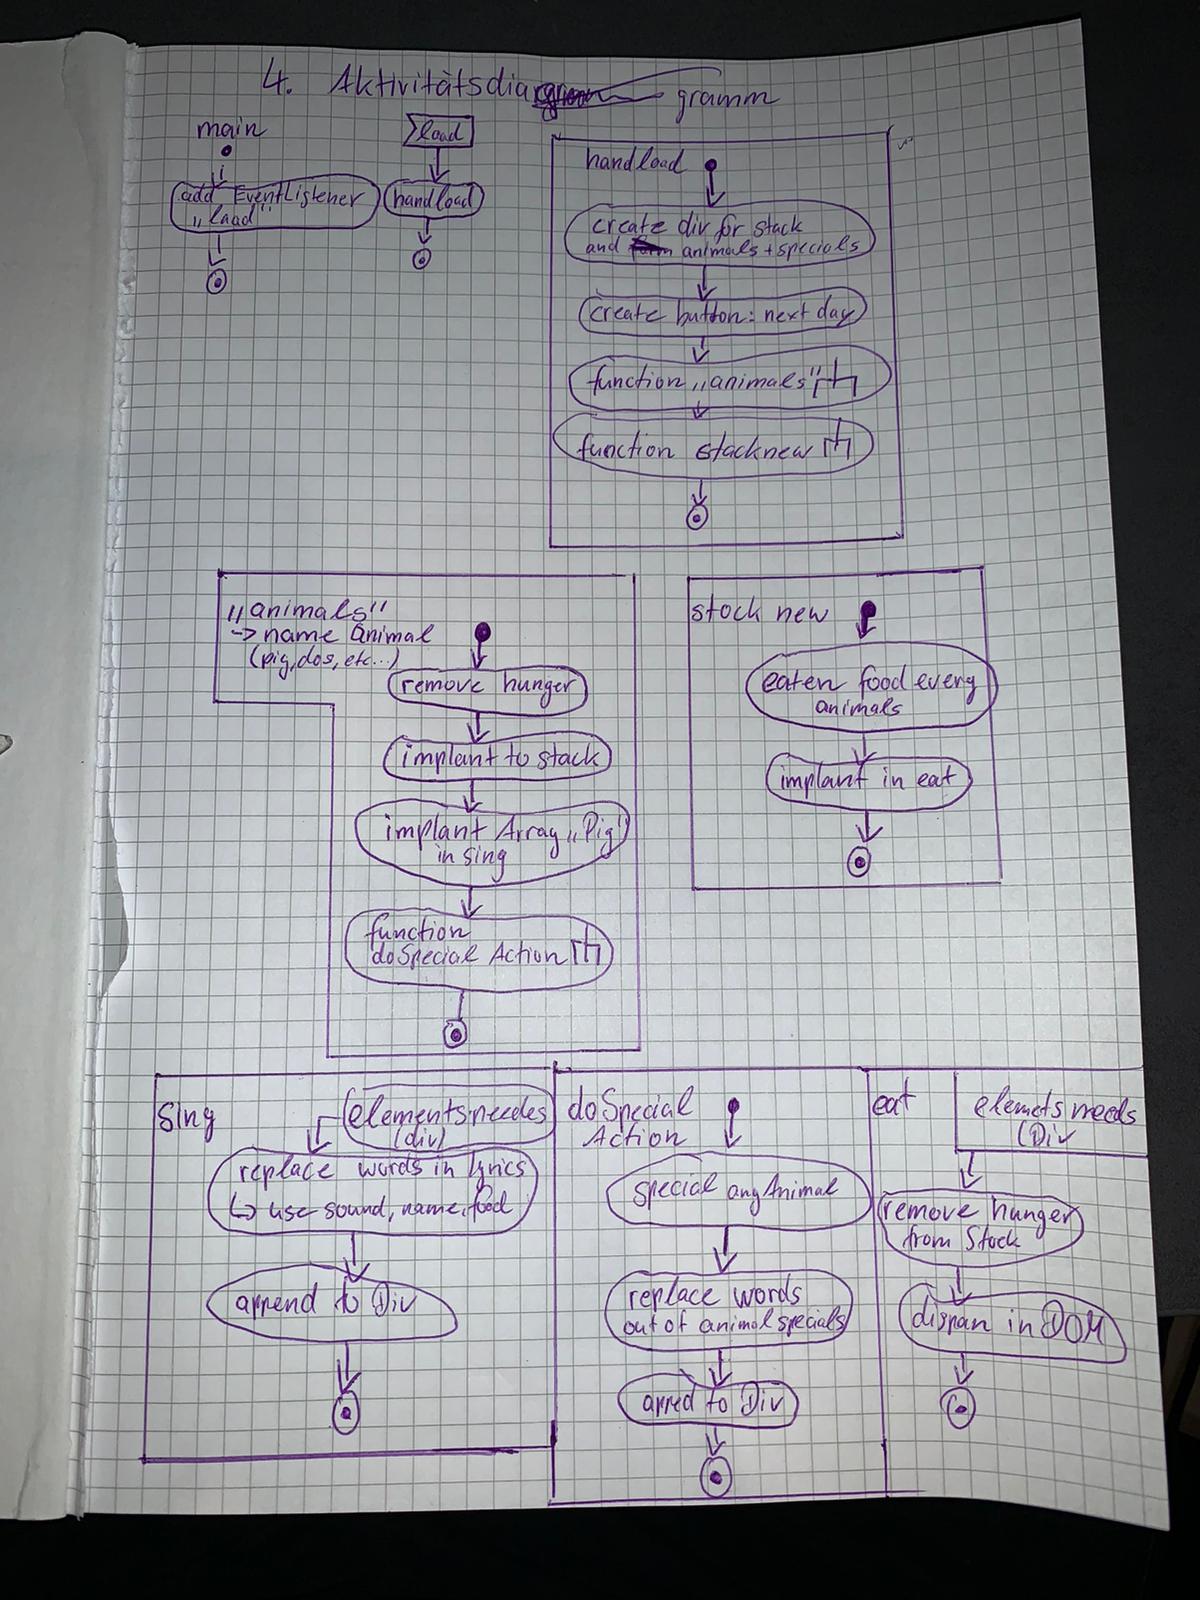 4. Aktivitätsdia gramm
main
add EventListener
"load"
load
handload
handload
create div for stack
and animals + specials
create button: next day
function "animals"
function stacknew
"animals"
-> name animal
(pig, dos, etc...)
remove hunger
implant to stack
implant Array "Pig"
in sing
function
doSpecial Action
stock new
eaten food every
animals
implant in eat
Sing
elements needes
(div)
replace words in lyrics
↳ use sound, name, food
append to Div
doSpecial
Action
special any Animal
replace words
out of animal specials
apped to Div
eat
elemets needs
(Div
remove hunger
from Stock
in DOM